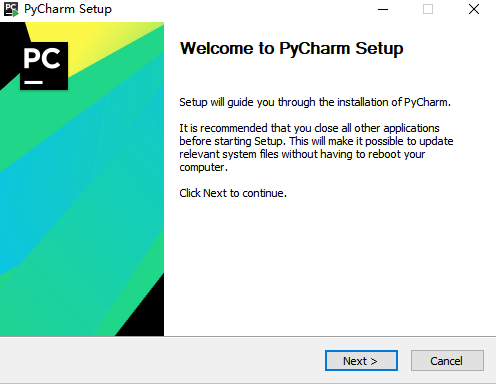 PyCharm Setup
PC
Welcome to PyCharm Setup
Setup will guide you through the installation of PyCharm.
It is recommended that you close all other applications
before starting Setup. This will make it possible to update
relevant system files without having to reboot your
computer.
Click Next to continue.
Next >
Cancel